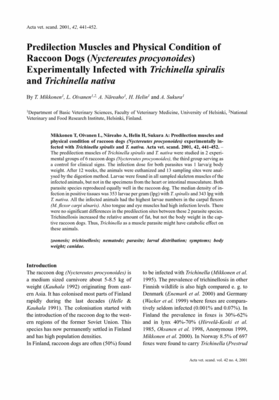 Acta vet. scand. 2001, 42, 441-452.
Predilection Muscles and Physical Condition of
Raccoon Dogs (Nyctereutes procyonoides)
Experimentally Infected with Trichinella spiralis
and Trichinella nativa
By T. Mikkonen¹, L. Oivanen¹,², A. Näreaho¹, H. Helin¹ and A. Sukura¹
¹Department of Basic Veterinary Sciences, Faculty of Veterinary Medicine, University of Helsinki, ²National
Veterinary and Food Research Institute, Helsinki, Finland.
Mikkonen T, Oivanen L, Näreaho A, Helin H, Sukura A: Predilection muscles and
physical condition of raccoon dogs (Nyctereutes procyonoides) experimentally in-
fected with Trichinella spiralis and T. nativa. Acta vet. scand. 2001, 42, 441-452. –
The predilection muscles of Trichinella spiralis and T. nativa were studied in 2 experi-
mental groups of 6 raccoon dogs (Nyctereutes procyonoides); the third group serving as
a control for clinical signs. The infection dose for both parasites was 1 larva/g body
weight. After 12 weeks, the animals were euthanized and 13 sampling sites were anal-
yzed by the digestion method. Larvae were found in all sampled skeletal muscles of the
infected animals, but not in the specimens from the heart or intestinal musculature. Both
parasite species reproduced equally well in the raccoon dog. The median density of in-
fection in positive tissues was 353 larvae per gram (lpg) with T. spiralis and 343 lpg with
T. nativa. All the infected animals had the highest larvae numbers in the carpal flexors
(M. flexor carpi ulnaris). Also tongue and eye muscles had high infection levels. There
were no significant differences in the predilection sites between these 2 parasite species.
Trichinellosis increased the relative amount of fat, but not the body weight in the cap-
tive raccoon dogs. Thus, Trichinella as a muscle parasite might have catabolic effect on
these animals.
zoonosis; trichinellosis; nematode; parasite; larval distribution; symptoms; body
weight; canidae.
Introduction
The raccoon dog (Nyctereutes procyonoides) is
a medium sized carnivore about 5-8.5 kg of
weight (Kauhala 1992) originating from east-
ern Asia. It has colonised most parts of Finland
rapidly during the last decades (Helle &
Kauhala 1991). The colonisation started with
the introduction of the raccoon dog to the west-
ern regions of the former Soviet Union. This
species has now permanently settled in Finland
and has high population densities.
In Finland, raccoon dogs are often (50%) found
to be infected with Trichinella (Mikkonen et al.
1995). The prevalence of trichinellosis in other
Finnish wildlife is also high compared e. g. to
Denmark (Enemark et al. 2000) and Germany
(Wacker et al. 1999) where foxes are compara-
tively seldom infected (0.001% and 0.07%). In
Finland the prevalence in foxes is 30%-62%
and in lynx 40%-70% (Hirvelä-Koski et al.
1985, Oksanen et al. 1998, Anonymous 1999,
Mikkonen et al. 2000). In Norway 8.5% of 697
foxes were found to carry Trichinella (Prestrud
Acta vet. scand. vol. 42 no. 4, 2001